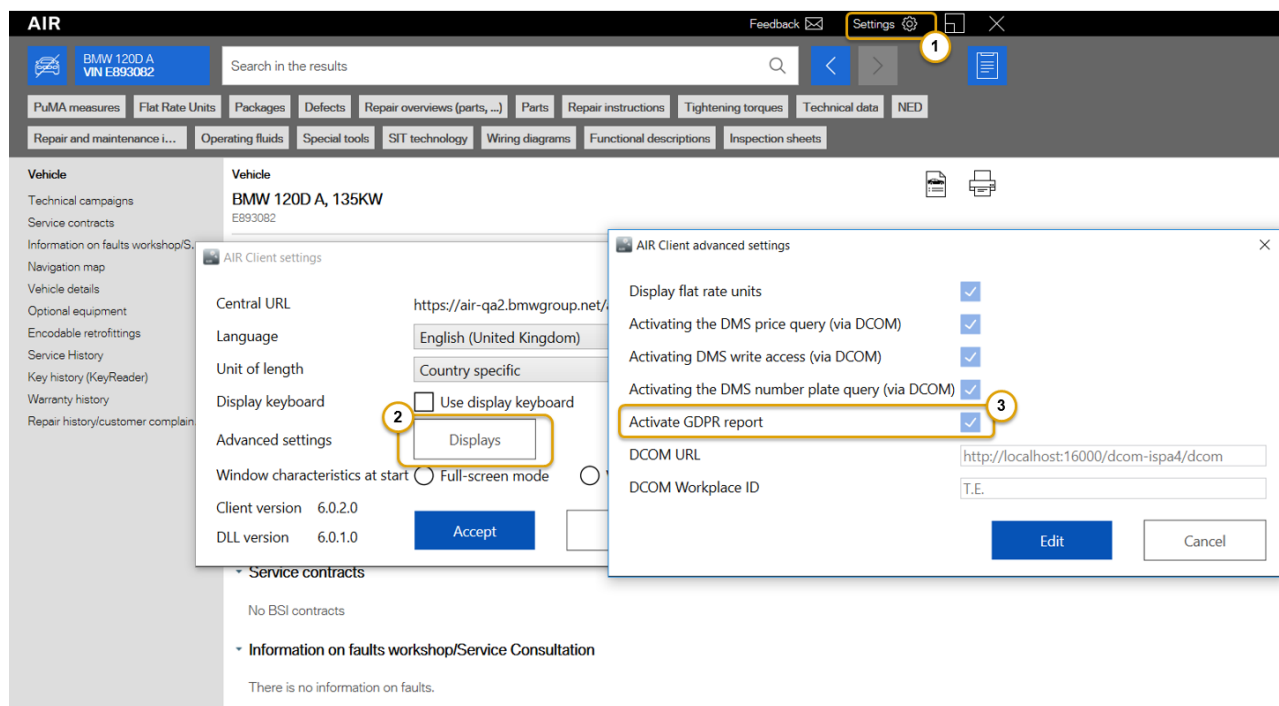 AIR
Feedback
Settings
1
BMW 120D A
VIN E893082
Search in the results
PuMA measures Flat Rate Units Packages Defects Repair overviews (parts, ...) Parts Repair instructions Tightening torques Technical data NED
Repair and maintenance i... Operating fluids Special tools SIT technology Wiring diagrams Functional descriptions Inspection sheets
Vehicle
Technical campaigns
Service contracts
Information on faults workshop/S.
Navigation map
Vehicle details
Optional equipment
Encodable retrofittings
Service History
Key history (KeyReader)
Warranty history
Repair history/customer complain
Vehicle
BMW 120D A, 135KW
E893082
AIR Client settings
Central URL https://air-qa2.bmwgroup.net/
Language English (United Kingdom)
Unit of length Country specific
Display keyboard Use display keyboard
2
Advanced settings Displays
Window characteristics at start Full-screen mode
Client version 6.0.2.0
DLL version 6.0.1.0
Accept
AIR Client advanced settings
Display flat rate units
Activating the DMS price query (via DCOM)
Activating DMS write access (via DCOM)
Activating the DMS number plate query (via DCOM)
3
Activate GDPR report
DCOM URL http://localhost:16000/dcom-ispa4/dcom
DCOM Workplace ID T.E.
Edit Cancel
Service contracts
No BSI contracts
Information on faults workshop/Service Consultation
There is no information on faults.